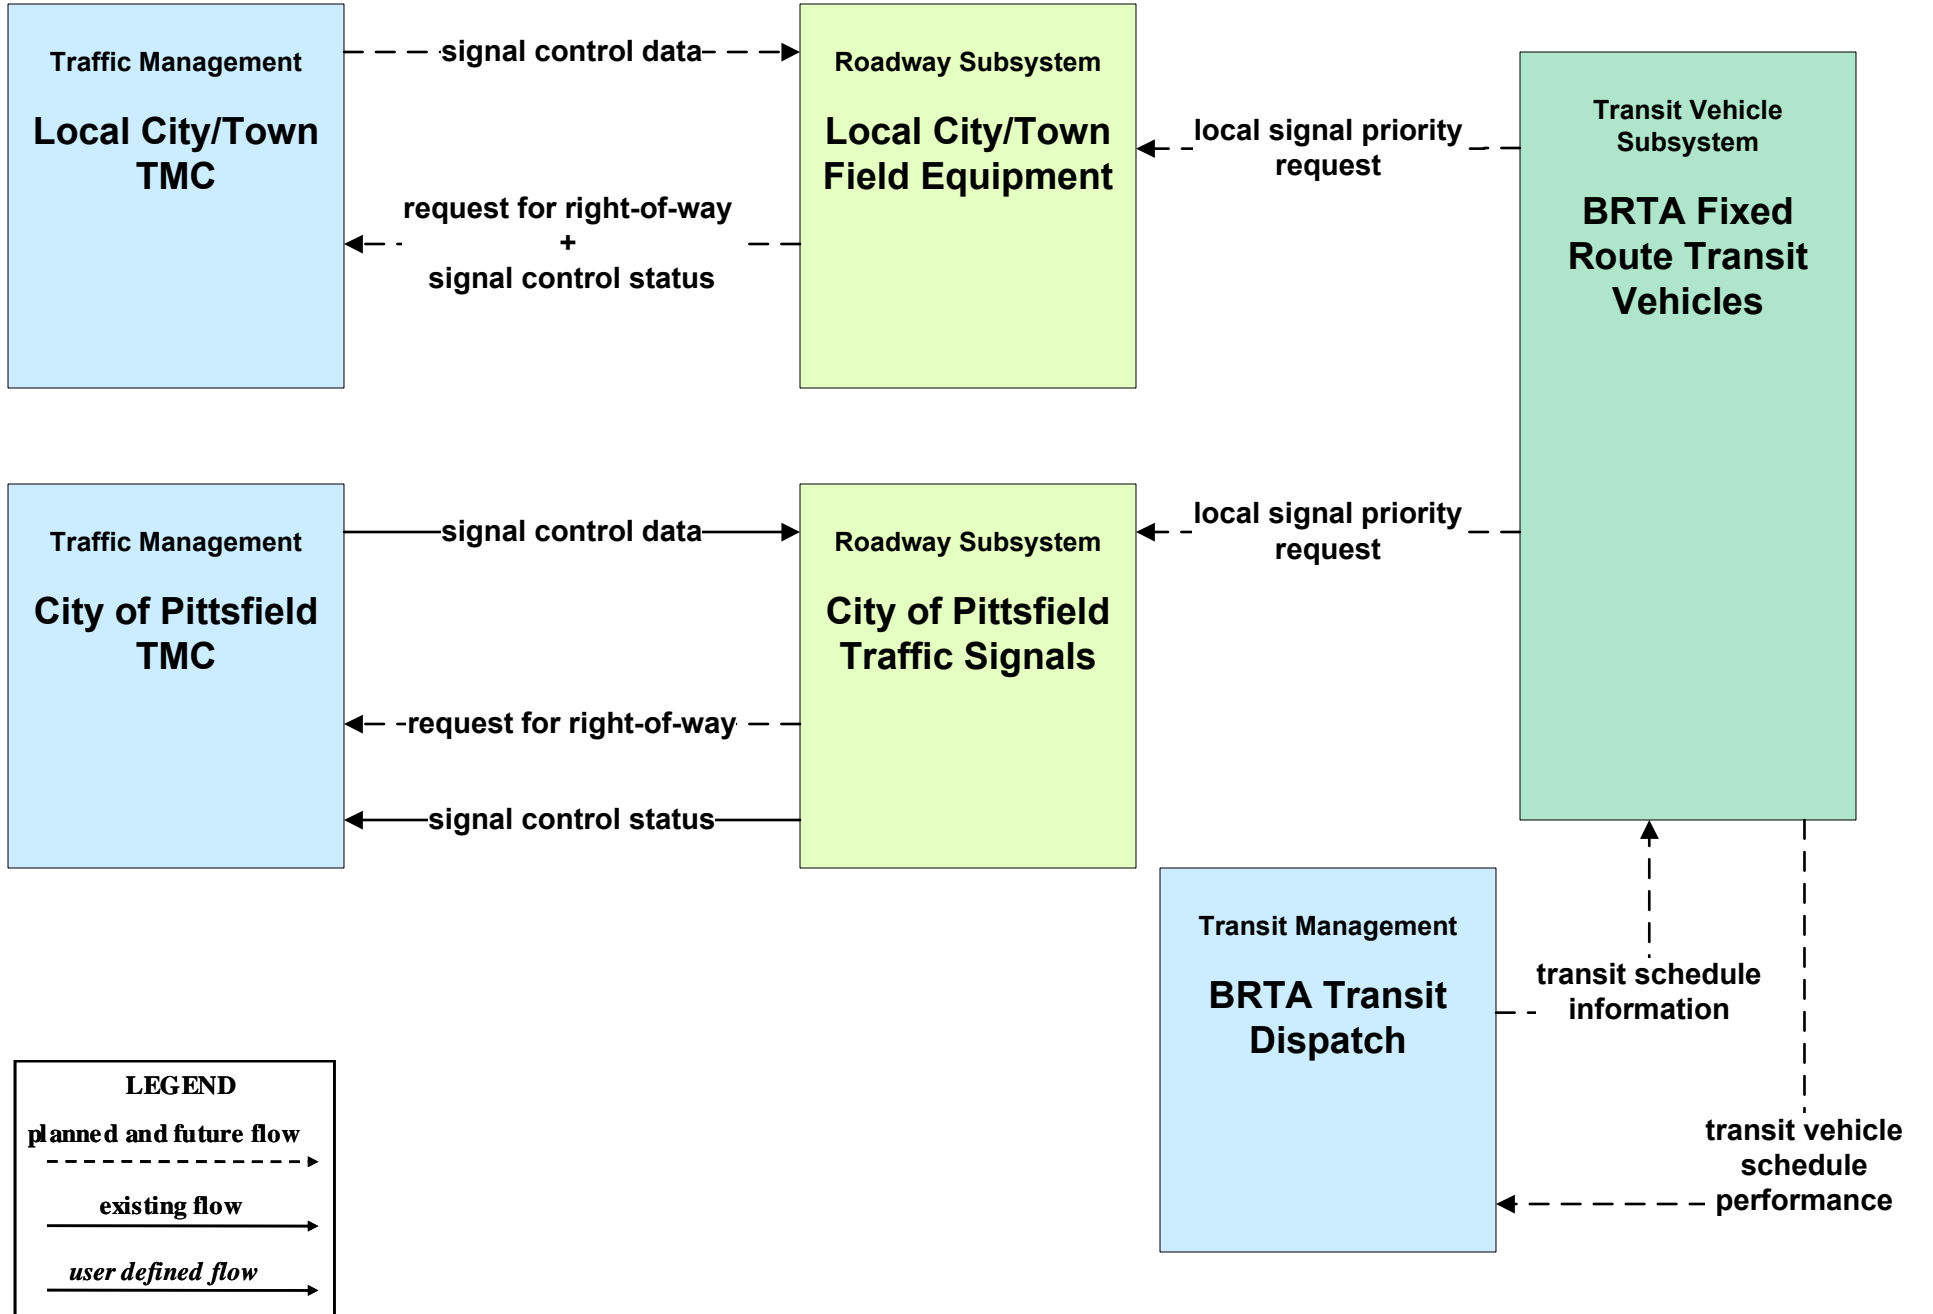 Traffic Management
Local City/Town
TMC
signal control data
request for right-of-way
+
signal control status
Roadway Subsystem
Local City/Town
Field Equipment
local signal priority
request
Transit Vehicle
Subsystem
BRTA Fixed
Route Transit
Vehicles
Traffic Management
City of Pittsfield
TMC
signal control data
request for right-of-way
signal control status
Roadway Subsystem
City of Pittsfield
Traffic Signals
local signal priority
request
Transit Management
BRTA Transit
Dispatch
transit schedule
information
transit vehicle
schedule
performance
LEGEND
planned and future flow
existing flow
user defined flow